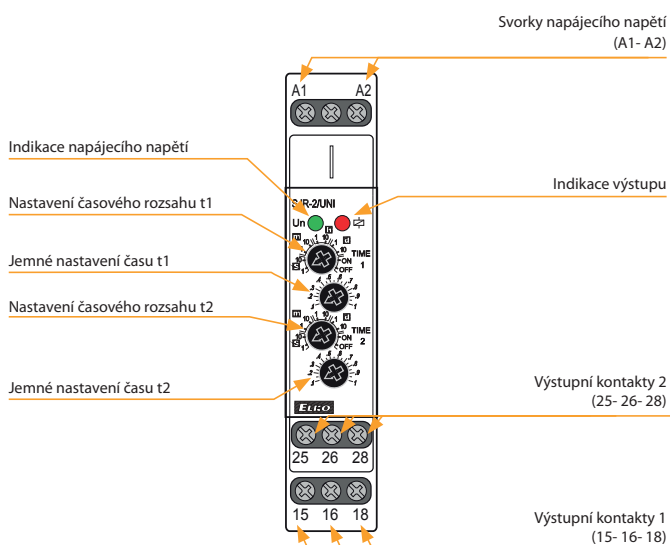 Svorky napájecího napětí
(A1- A2)
A1 A2
Indikace napájecího napětí
Indikace výstupu
Nastavení časového rozsahu t1
Un
TIME
1
ON
OFF
Jemné nastavení času t1
Nastavení časového rozsahu t2
TIME
2
ON
OFF
Jemné nastavení času t2
Výstupní kontakty 2
(25- 26- 28)
25 26 28
15 16 18
Výstupní kontakty 1
(15- 16- 18)